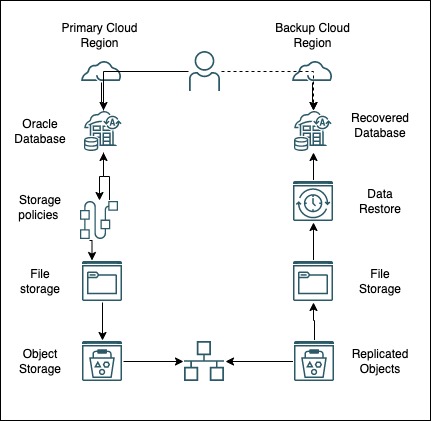 Primary Cloud
Region
Backup Cloud
Region
Oracle
Database
A
A
Recovered
Database
Storage
policies
Data
Restore
File
storage
File
Storage
Object
Storage
Replicated
Objects